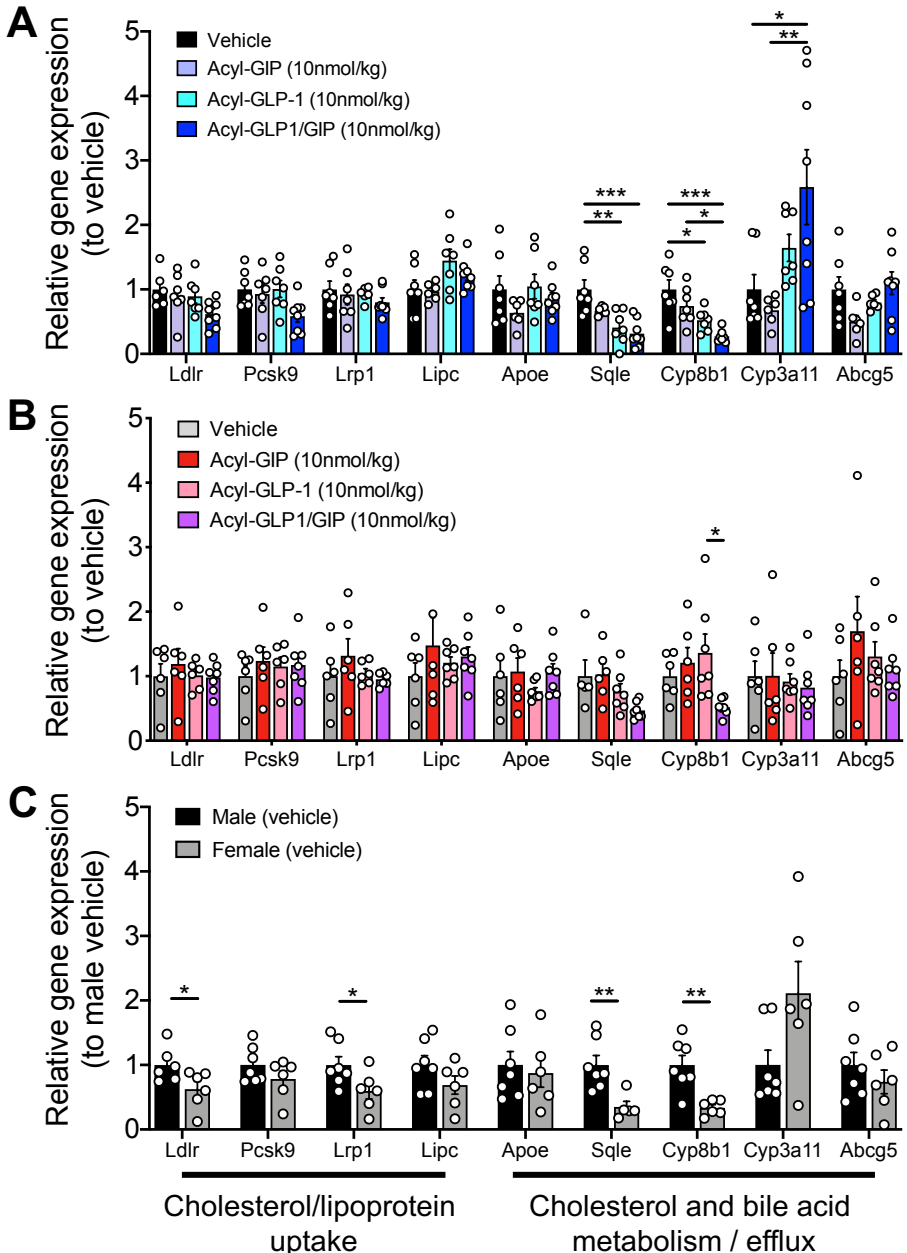 A
Relative gene expression
(to vehicle)
5
4
3
2
1
0
Vehicle
Acyl-GIP (10nmol/kg)
Acyl-GLP-1 (10nmol/kg)
Acyl-GLP1/GIP (10nmol/kg)
*
**
***
**
***
*
*
Ldlr Pcsk9 Lrp1 Lipc Apoe Sqle Cyp8b1 Cyp3a11 Abcg5
B
Relative gene expression
(to vehicle)
5
4
3
2
1
0
Vehicle
Acyl-GIP (10nmol/kg)
Acyl-GLP-1 (10nmol/kg)
Acyl-GLP1/GIP (10nmol/kg)
*
Ldlr Pcsk9 Lrp1 Lipc Apoe Sqle Cyp8b1 Cyp3a11 Abcg5
C
Relative gene expression
(to male vehicle)
5
4
3
2
1
0
Male (vehicle)
Female (vehicle)
* * ** **
Ldlr Pcsk9 Lrp1 Lipc Apoe Sqle Cyp8b1 Cyp3a11 Abcg5
Cholesterol/lipoprotein
uptake
Cholesterol and bile acid
metabolism / efflux